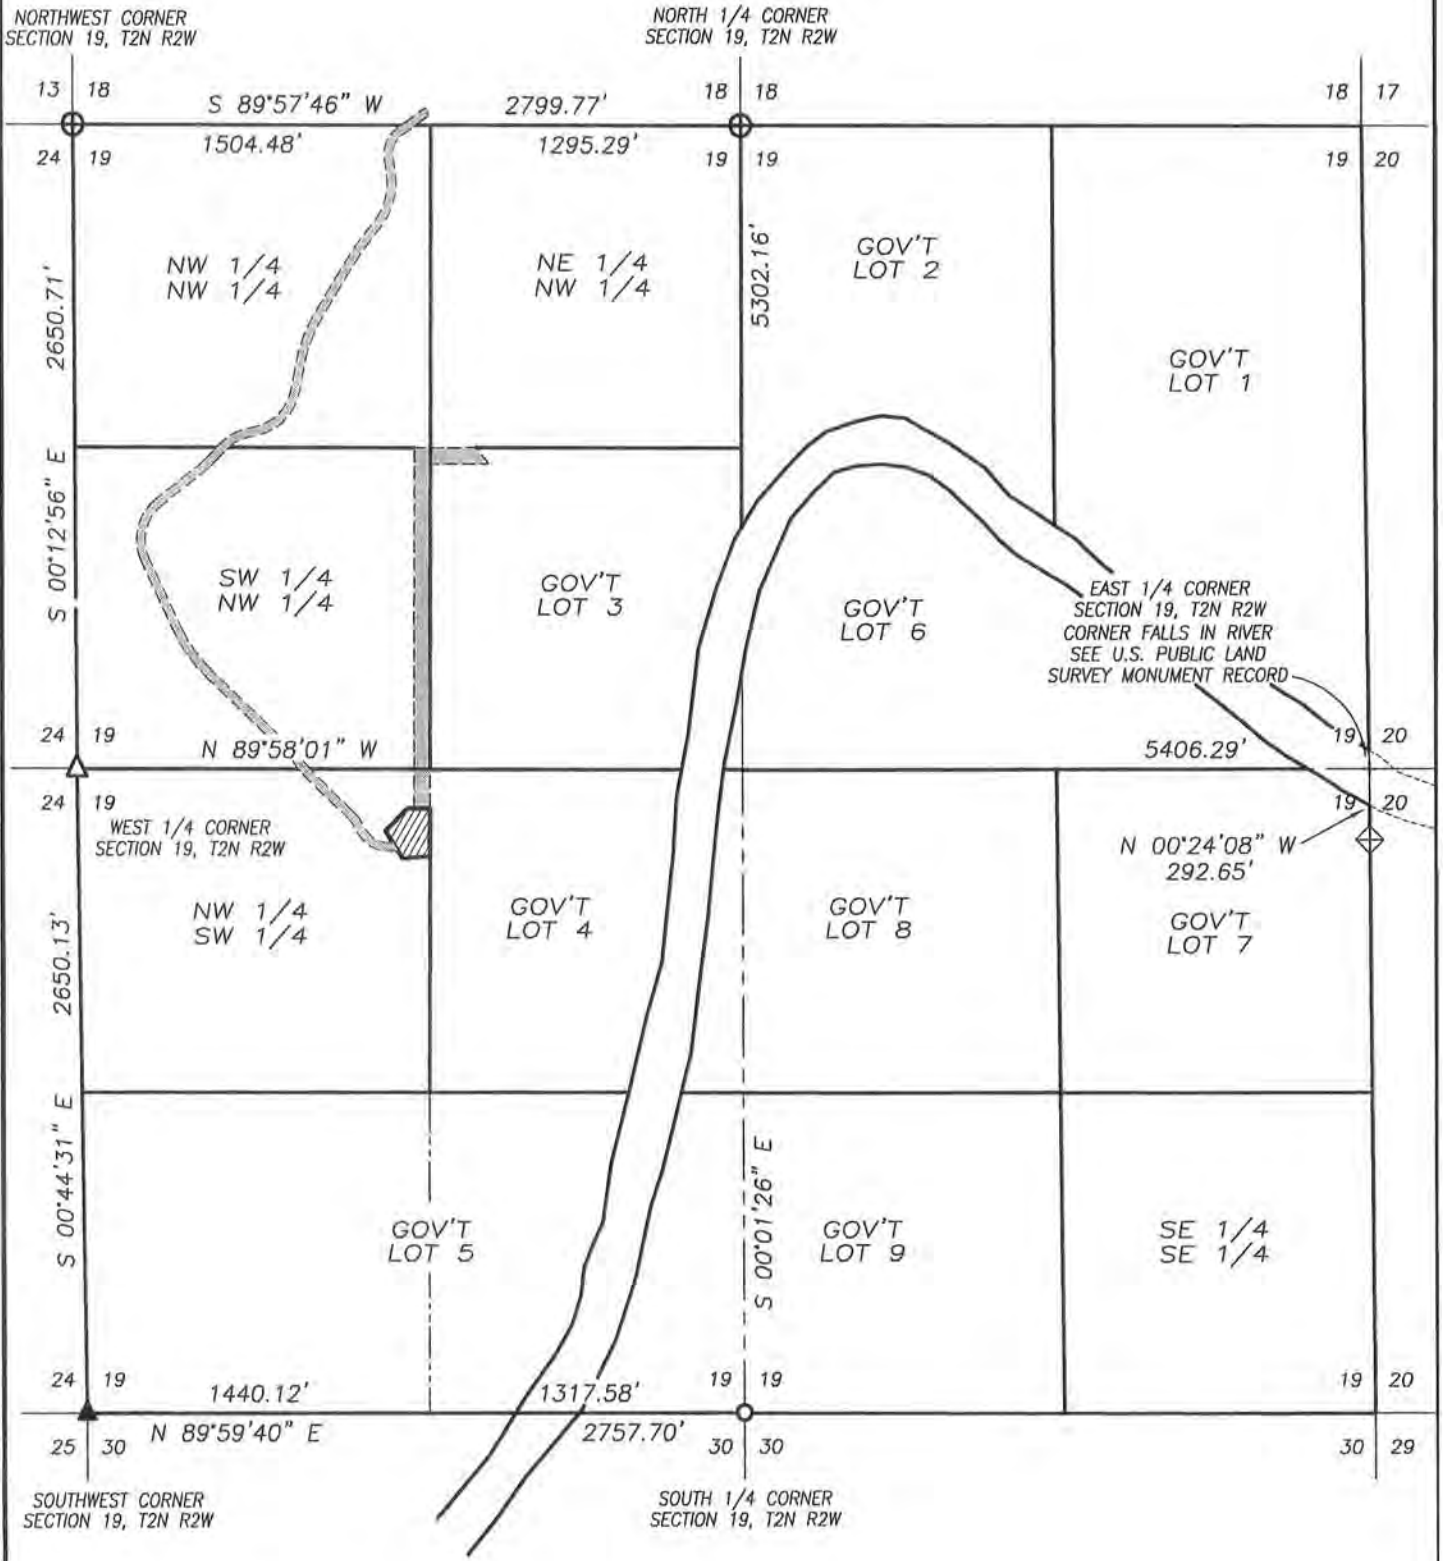 NORTHWEST CORNER
SECTION 19, T2N R2W
NORTH 1/4 CORNER
SECTION 19, T2N R2W
13 18
18 18
18 17
S 89°57'46" W
2799.77'
1504.48'
1295.29'
24 19
19 19
19 20
NW 1/4
NW 1/4
NE 1/4
NW 1/4
5302.16'
GOV'T
LOT 2
2650.71'
GOV'T
LOT 1
S 00°12'56" E
SW 1/4
NW 1/4
GOV'T
LOT 3
GOV'T
LOT 6
EAST 1/4 CORNER
SECTION 19, T2N R2W
CORNER FALLS IN RIVER
SEE U.S. PUBLIC LAND
SURVEY MONUMENT RECORD
24 19
N 89°58'01" W
5406.29'
19 20
24 19
19 20
WEST 1/4 CORNER
SECTION 19, T2N R2W
N 00°24'08" W
292.65'
NW 1/4
SW 1/4
GOV'T
LOT 4
GOV'T
LOT 8
GOV'T
LOT 7
2650.13'
S 00°44'31" E
S 00°01'26" E
GOV'T
LOT 5
GOV'T
LOT 9
SE 1/4
SE 1/4
24 19
1440.12'
1317.58'
19 19
19 20
N 89°59'40" E
2757.70'
25 30
30 30
30 29
SOUTHWEST CORNER
SECTION 19, T2N R2W
SOUTH 1/4 CORNER
SECTION 19, T2N R2W